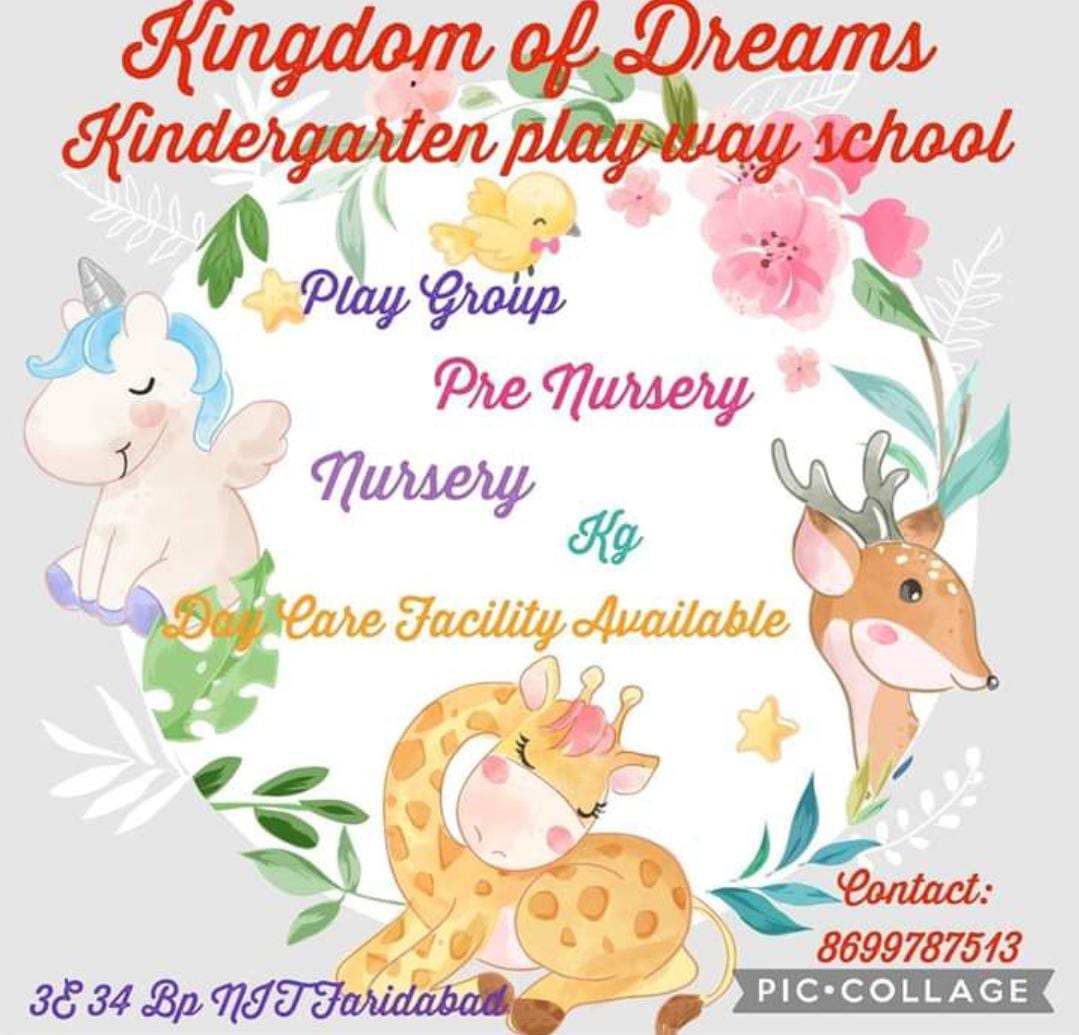 Kingdom of Dreams
Kindergarten play way school
Play Group
Pre Nursery
Nursery
Kg
Day Care Facility Available
Contact:
8699787513
3E 34 Bp NIT Faridabad
PIC•COLLAGE